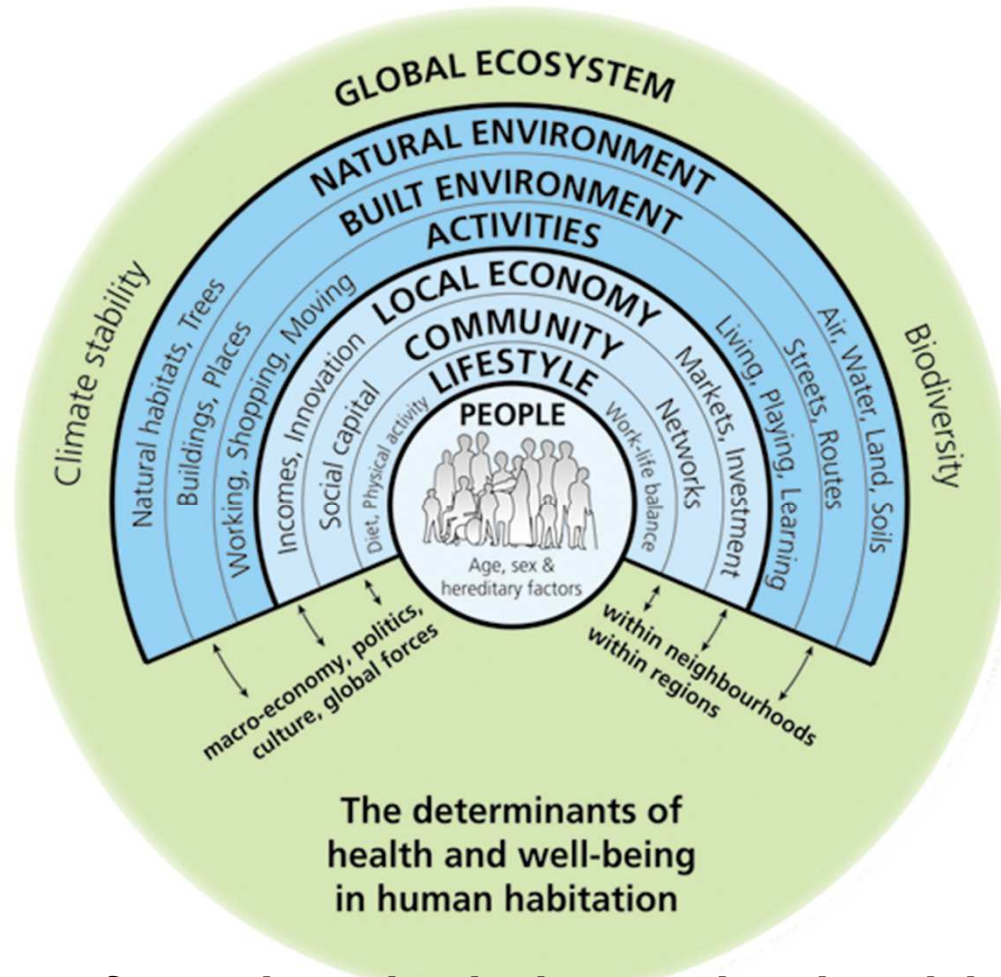 GLOBAL ECOSYSTEM
NATURAL ENVIRONMENT
BUILT ENVIRONMENT
ACTIVITIES
LOCAL ECONOMY
COMMUNITY
LIFESTYLE
PEOPLE
Climate stability
Natural habitats, Trees
Buildings, Places
Working, Shopping, Moving
Incomes, Innovation
Social capital
Diet, Physical activity
Work-life balance
Networks
Markets, Investment
Living, Playing, Learning
Streets, Routes
Air, Water, Land, Soils
Biodiversity
Age, sex &
hereditary factors
macro-economy, politics,
culture, global forces
within neighbourhoods
within regions
The determinants of
health and well-being
in human habitation